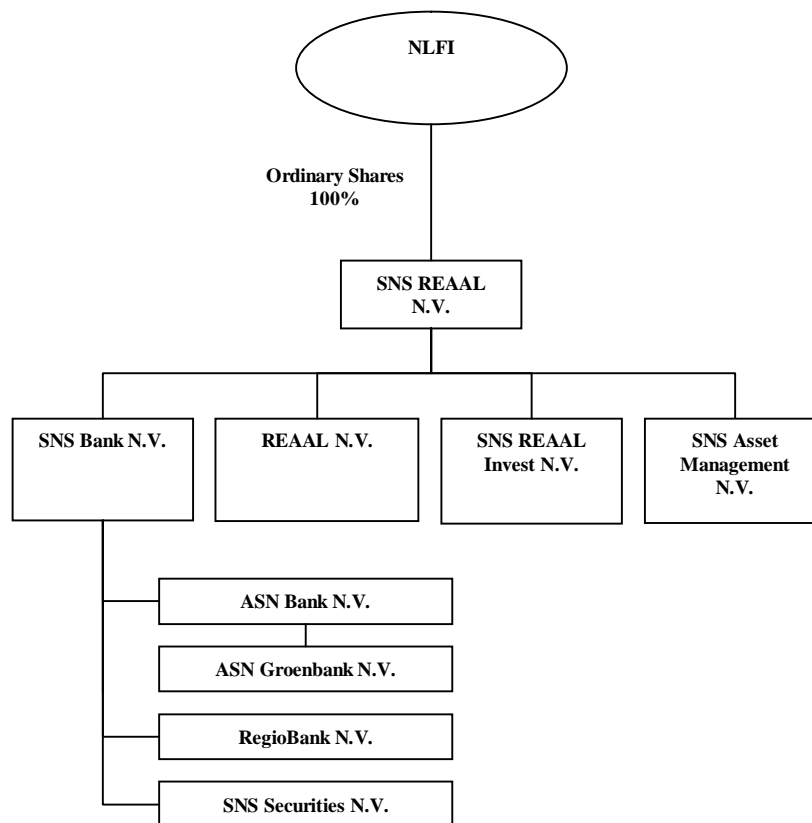 NLFI
Ordinary Shares
100%
SNS REAAL
N.V.
SNS Bank N.V.
REAAL N.V.
SNS REAAL
Invest N.V.
SNS Asset
Management
N.V.
ASN Bank N.V.
ASN Groenbank N.V.
RegioBank N.V.
SNS Securities N.V.